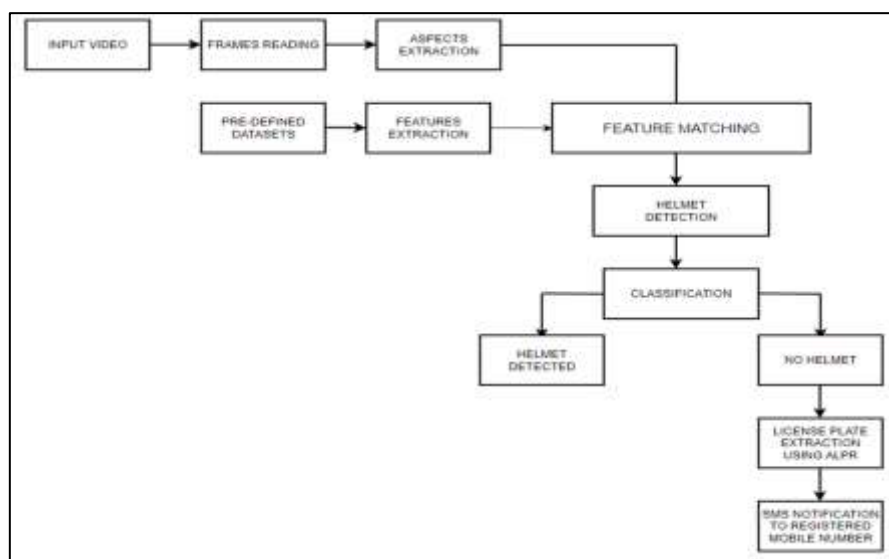 INPUT VIDEO
FRAMES READING
ASPECTS
EXTRACTION
PRE-DEFINED
DATASETS
FEATURES
EXTRACTION
FEATURE MATCHING
HELMET
DETECTION
CLASSIFICATION
HELMET
DETECTED
NO HELMET
LICENSE PLATE
EXTRACTION
USING ALPR
SMS NOTIFICATION
TO REGISTERED
MOBILE NUMBER